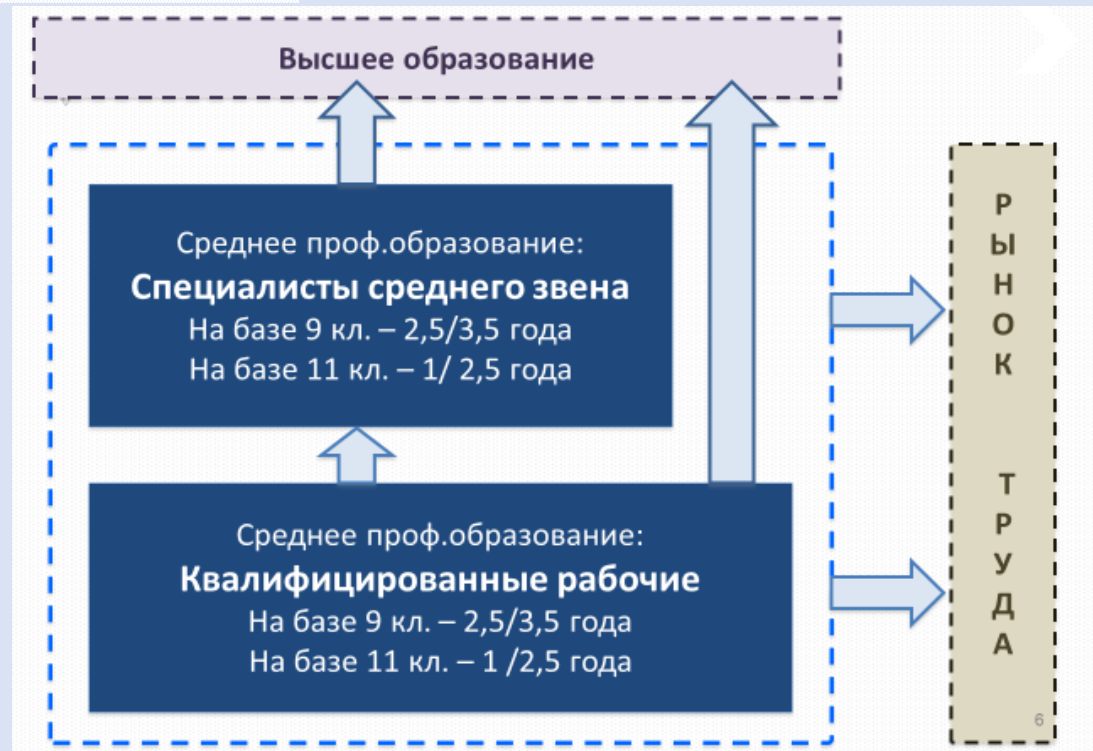 Высшее образование
Среднее проф.образование:
Специалисты среднего звена
На базе 9 кл. – 2,5/3,5 года
На базе 11 кл. – 1/ 2,5 года
Среднее проф.образование:
Квалифицированные рабочие
На базе 9 кл. – 2,5/3,5 года
На базе 11 кл. – 1 /2,5 года
РЫНОК ТРУДА
6